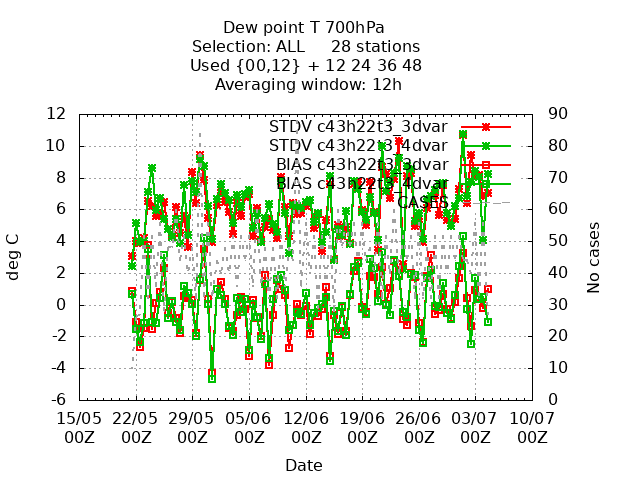 Dew point T 700hPa
Selection: ALL 28 stations
Used {00,12} + 12 24 36 48
Averaging window: 12h
STDV c43h22t3_3dvar
STDV c43h22t3_4dvar
BIAS c43h22t3_3dvar
BIAS c43h22t3_4dvar
CASES
12
10
8
6
4
2
0
-2
-4
-6
deg C
90
80
70
60
50
40
30
20
10
0
No cases
15/05 22/05 29/05 05/06 12/06 19/06 26/06 03/07 10/07
00Z 00Z 00Z 00Z 00Z 00Z 00Z 00Z 00Z
Date